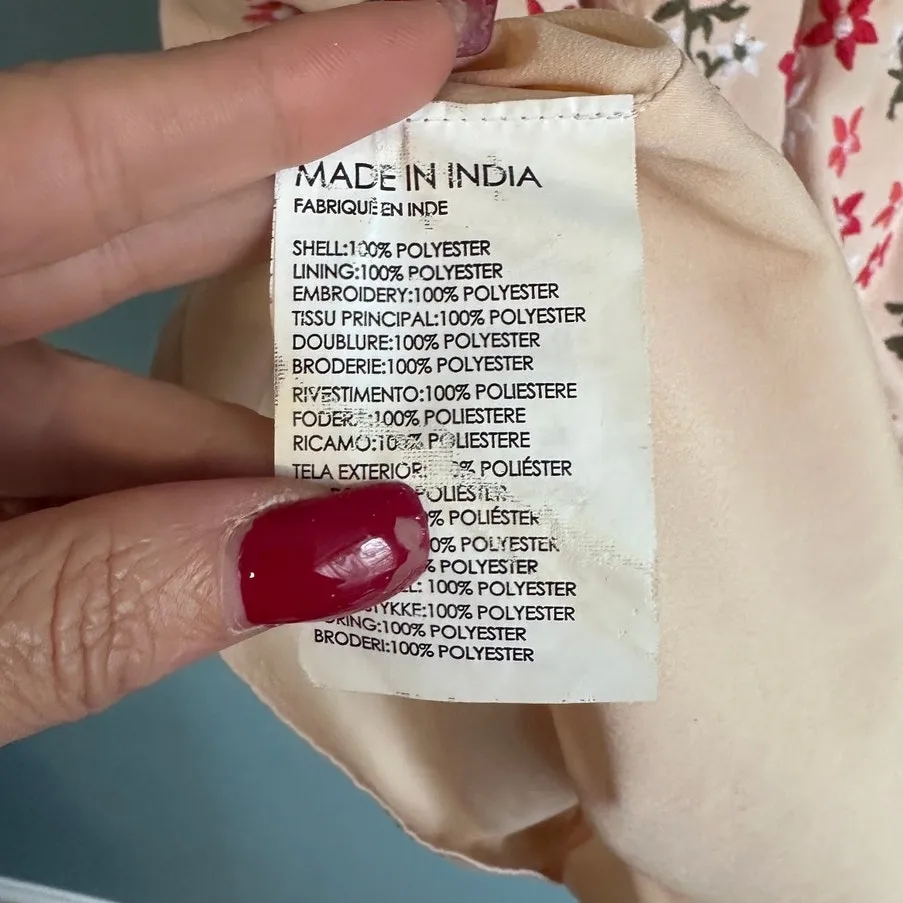 MADE IN INDIA
FABRIQUÉ EN INDE
SHELL:100% POLYESTER
LINING:100% POLYESTER
EMBROIDERY:100% POLYESTER
TISSU PRINCIPAL:100% POLYESTER
DOUBLURE:100% POLYESTER
BRODERIE:100% POLYESTER
RIVESTIMENTO:100% POLIESTERE
100% POLIESTERE
RICAMO:100% POLIESTERE
TELA EXTERIOR: % POLIÉSTER
% POLIÉSTER
% POLYESTER
% POLYESTER
100% POLYESTER
100% POLYESTER
100% POLYESTER
BRODERI:100% POLYESTER